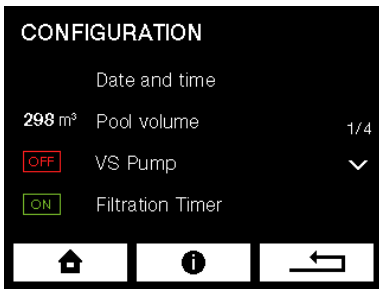 CONFIGURATION
Date and time
298 m³ Pool volume
1/4
OFF VS Pump
ON Filtration Timer